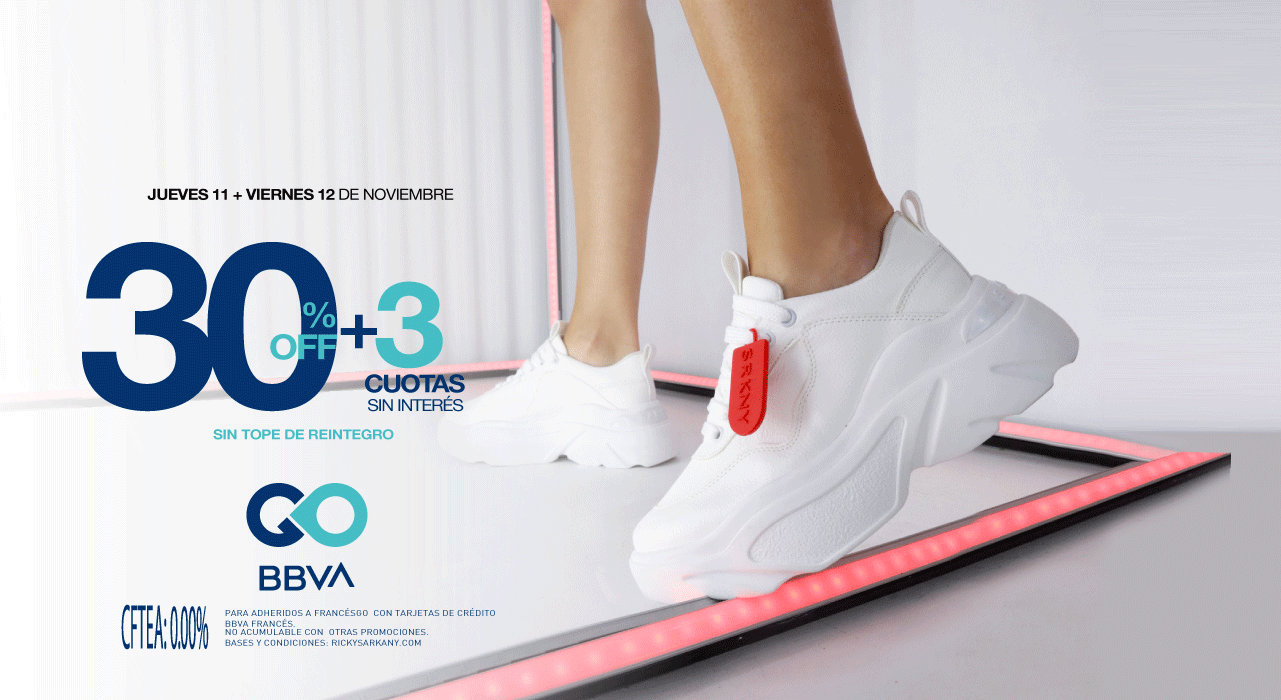 JUEVES 11 + VIERNES 12 DE NOVIEMBRE
30% OFF + 3
CUOTAS
SIN INTERÉS
SIN TOPE DE REINTEGRO
GO
BBVA
CFTEA: 0.00%
PARA ADHERIDOS A FRANCÉSGO CON TARJETAS DE CRÉDITO
BBVA FRANCÉS.
NO ACUMULABLE CON OTRAS PROMOCIONES.
BASES Y CONDICIONES: RICKYSARKANY.COM
SRKNY